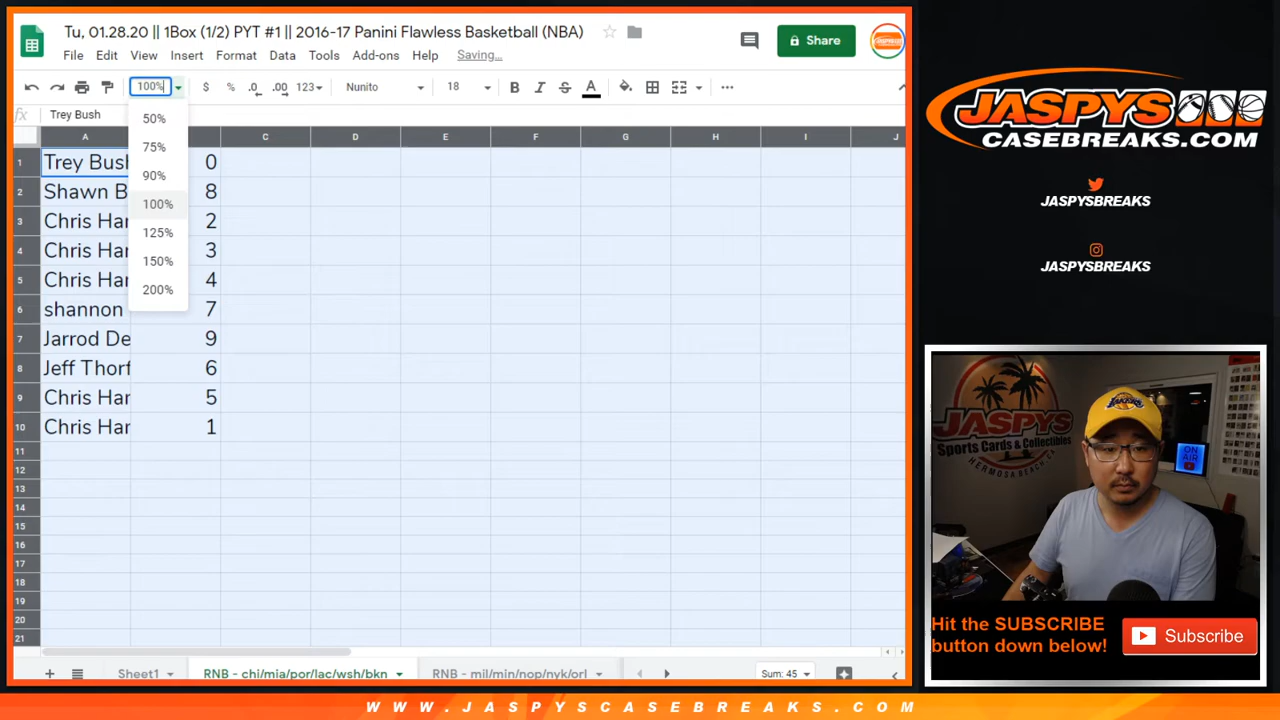 Tu, 01.28.20 || 1Box (1/2) PYT #1 || 2016-17 Panini Flawless Basketball (NBA)
File Edit View Insert Format Data Tools Add-ons Help Saving...
Share
100% $ % .0 .00 123 Nunito 18 B I S A
fx Trey Bush
50%
75%
90%
100%
125%
150%
200%
A C D E F G H I J
1 Trey Bush 0
2 Shawn B 8
3 Chris Har 2
4 Chris Har 3
5 Chris Har 4
6 shannon 7
7 Jarrod De 9
8 Jeff Thorf 6
9 Chris Har 5
10 Chris Har 1
11
12
13
14
15
16
17
18
19
20
21
Sheet1 RNB - chi/mia/por/lac/wsh/bkn RNB - mil/min/nop/nyk/orl Sum: 45
JASPYS
CASEBREAKS.COM
JASPYSBREAKS
JASPYSBREAKS
JASPYS
Sports Cards & Collectibles
HERMOSA BEACH
LAKERS
ON
AIR
Hit the SUBSCRIBE
button down below!
Subscribe
WWW.JASPYSCASEBREAKS.COM